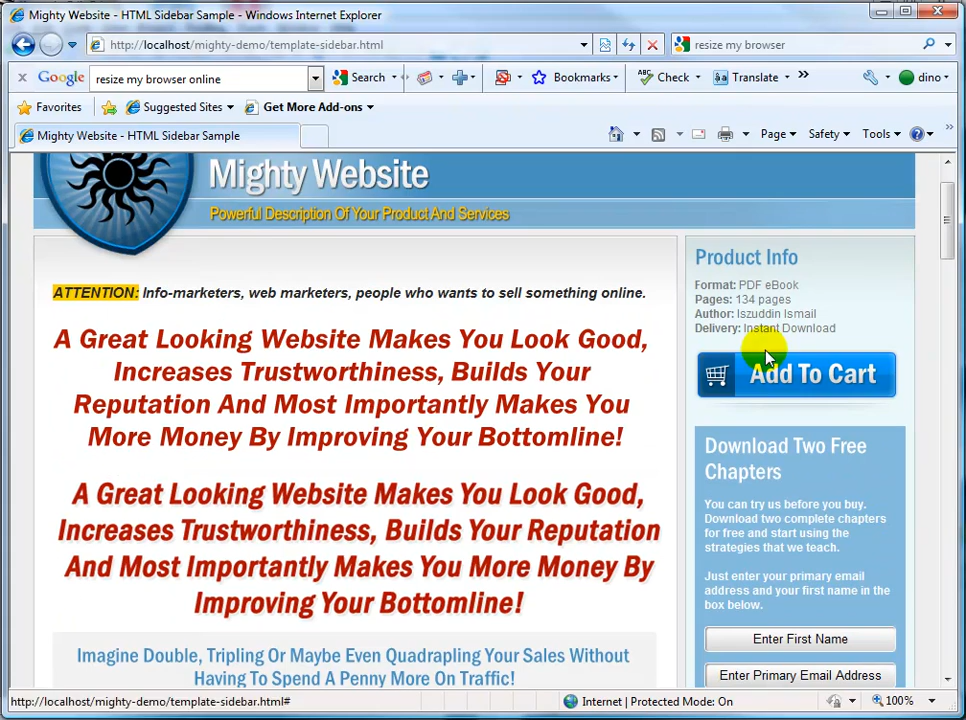 Mighty Website - HTML Sidebar Sample - Windows Internet Explorer
http://localhost/mighty-demo/template-sidebar.html
resize my browser
Google
resize my browser online
Search
Bookmarks
Check
Translate
»
dino
Favorites
Suggested Sites
Get More Add-ons
Mighty Website - HTML Sidebar Sample
Page
Safety
Tools
»
Mighty Website
Powerful Description Of Your Product And Services
ATTENTION: Info-marketers, web marketers, people who wants to sell something online.
A Great Looking Website Makes You Look Good,
Increases Trustworthiness, Builds Your
Reputation And Most Importantly Makes You
More Money By Improving Your Bottomline!
A Great Looking Website Makes You Look Good,
Increases Trustworthiness, Builds Your Reputation
And Most Importantly Makes You More Money By
Improving Your Bottomline!
Imagine Double, Tripling Or Maybe Even Quadrapling Your Sales Without
Having To Spend A Penny More On Traffic!
Product Info
Format: PDF eBook
Pages: 134 pages
Author: Iszuddin Ismail
Delivery: Instant Download
Add To Cart
Download Two Free
Chapters
You can try us before you buy.
Download two complete chapters
for free and start using the
strategies that we teach.
Just enter your primary email
address and your first name in the
box below.
Enter First Name
Enter Primary Email Address
http://localhost/mighty-demo/template-sidebar.html#
Internet | Protected Mode: On
100%